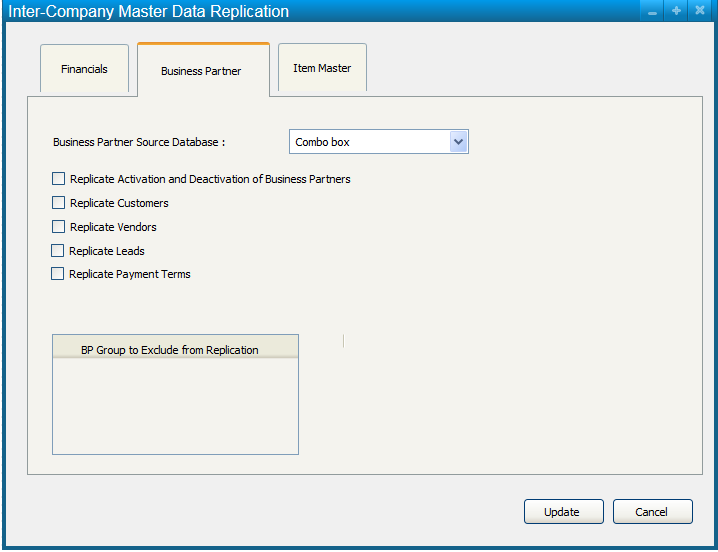 Inter-Company Master Data Replication
Financials
Business Partner
Item Master
Business Partner Source Database :
Combo box
Replicate Activation and Deactivation of Business Partners
Replicate Customers
Replicate Vendors
Replicate Leads
Replicate Payment Terms
BP Group to Exclude from Replication
Update
Cancel